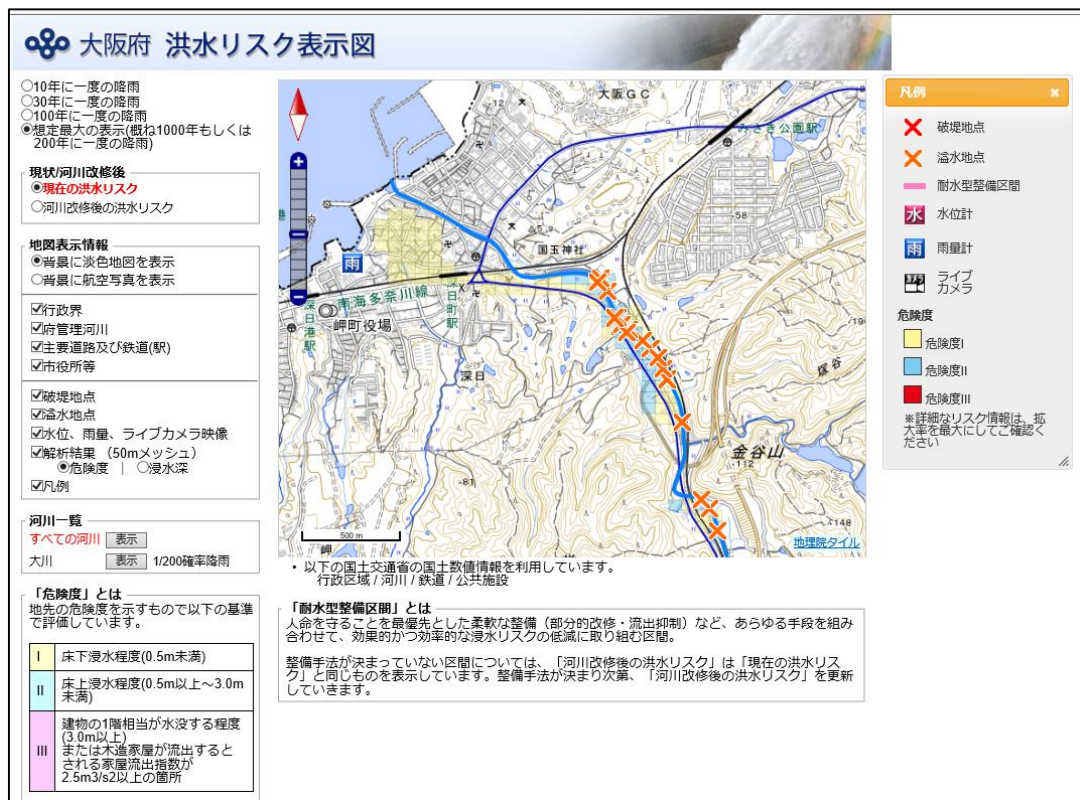 大阪府 洪水リスク表示図
10年に一度の降雨
30年に一度の降雨
100年に一度の降雨
想定最大の表示(概ね1000年もしくは
200年に一度の降雨)
現状/河川改修後
現在の洪水リスク
河川改修後の洪水リスク
地図表示情報
背景に淡色地図を表示
背景に航空写真を表示
行政界
府管理河川
主要道路及び鉄道(駅)
市役所等
破堤地点
溢水地点
水位、雨量、ライブカメラ映像
解析結果 (50mメッシュ)
危険度 | 浸水深
凡例
河川一覧
すべての河川 表示
大川 表示 1/200確率降雨
「危険度」とは
地先の危険度を示すもので以下の基準
で評価しています。
I 床下浸水程度(0.5m未満)
II 床上浸水程度(0.5m以上～3.0m
未満)
III 建物の1階相当が水没する程度
(3.0m以上)
または木造家屋が流出すると
される家屋流出指数が
2.5m3/s2以上の箇所
大阪GC
みさき公園駅
12
58
5.9
国玉神社
雨
南海多奈川線
深日町駅
深日港駅
岬町役場
深日
塚谷
金谷山
112
81
148
500 m
岬
地理院タイル
・ 以下の国土交通省の国土数値情報を利用しています。
行政区域 / 河川 / 鉄道 / 公共施設
「耐水型整備区間」とは
人命を守ることを最優先とした柔軟な整備（部分的改修・流出抑制）など、あらゆる手段を組み
合わせて、効果的かつ効率的な浸水リスクの低減に取り組む区間。
整備手法が決まっていない区間については、「河川改修後の洪水リスク」は「現在の洪水リス
ク」と同じものを表示しています。整備手法が決まり次第、「河川改修後の洪水リスク」を更新
していきます。
凡例
破堤地点
溢水地点
耐水型整備区間
水 水位計
雨 雨量計
ライブ
カメラ
危険度
危険度I
危険度II
危険度III
※詳細なリスク情報は、拡
大率を最大にしてご確認く
ださい